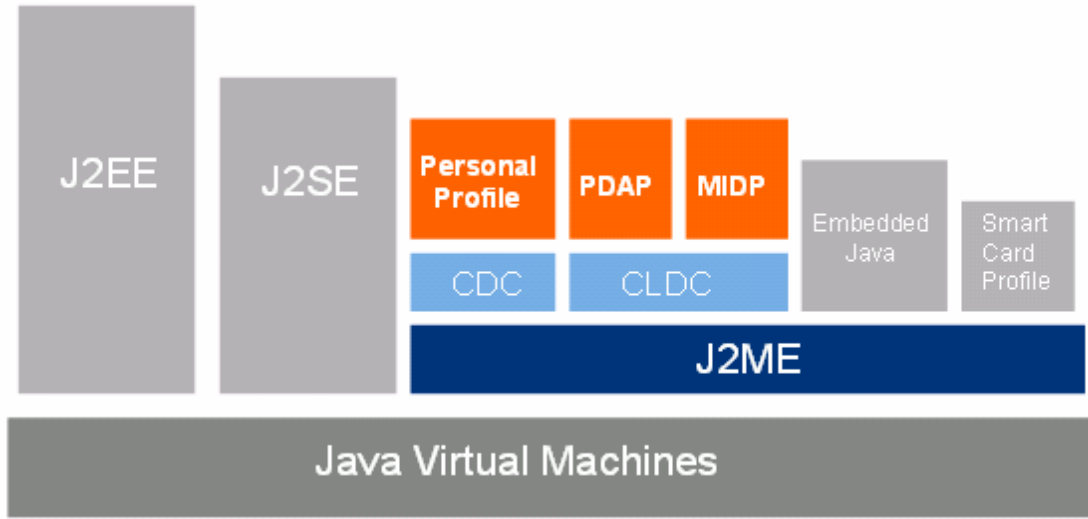 J2EE
J2SE
Personal
Profile
PDAP
MIDP
Embedded
Java
Smart
Card
Profile
CDC
CLDC
J2ME
Java Virtual Machines